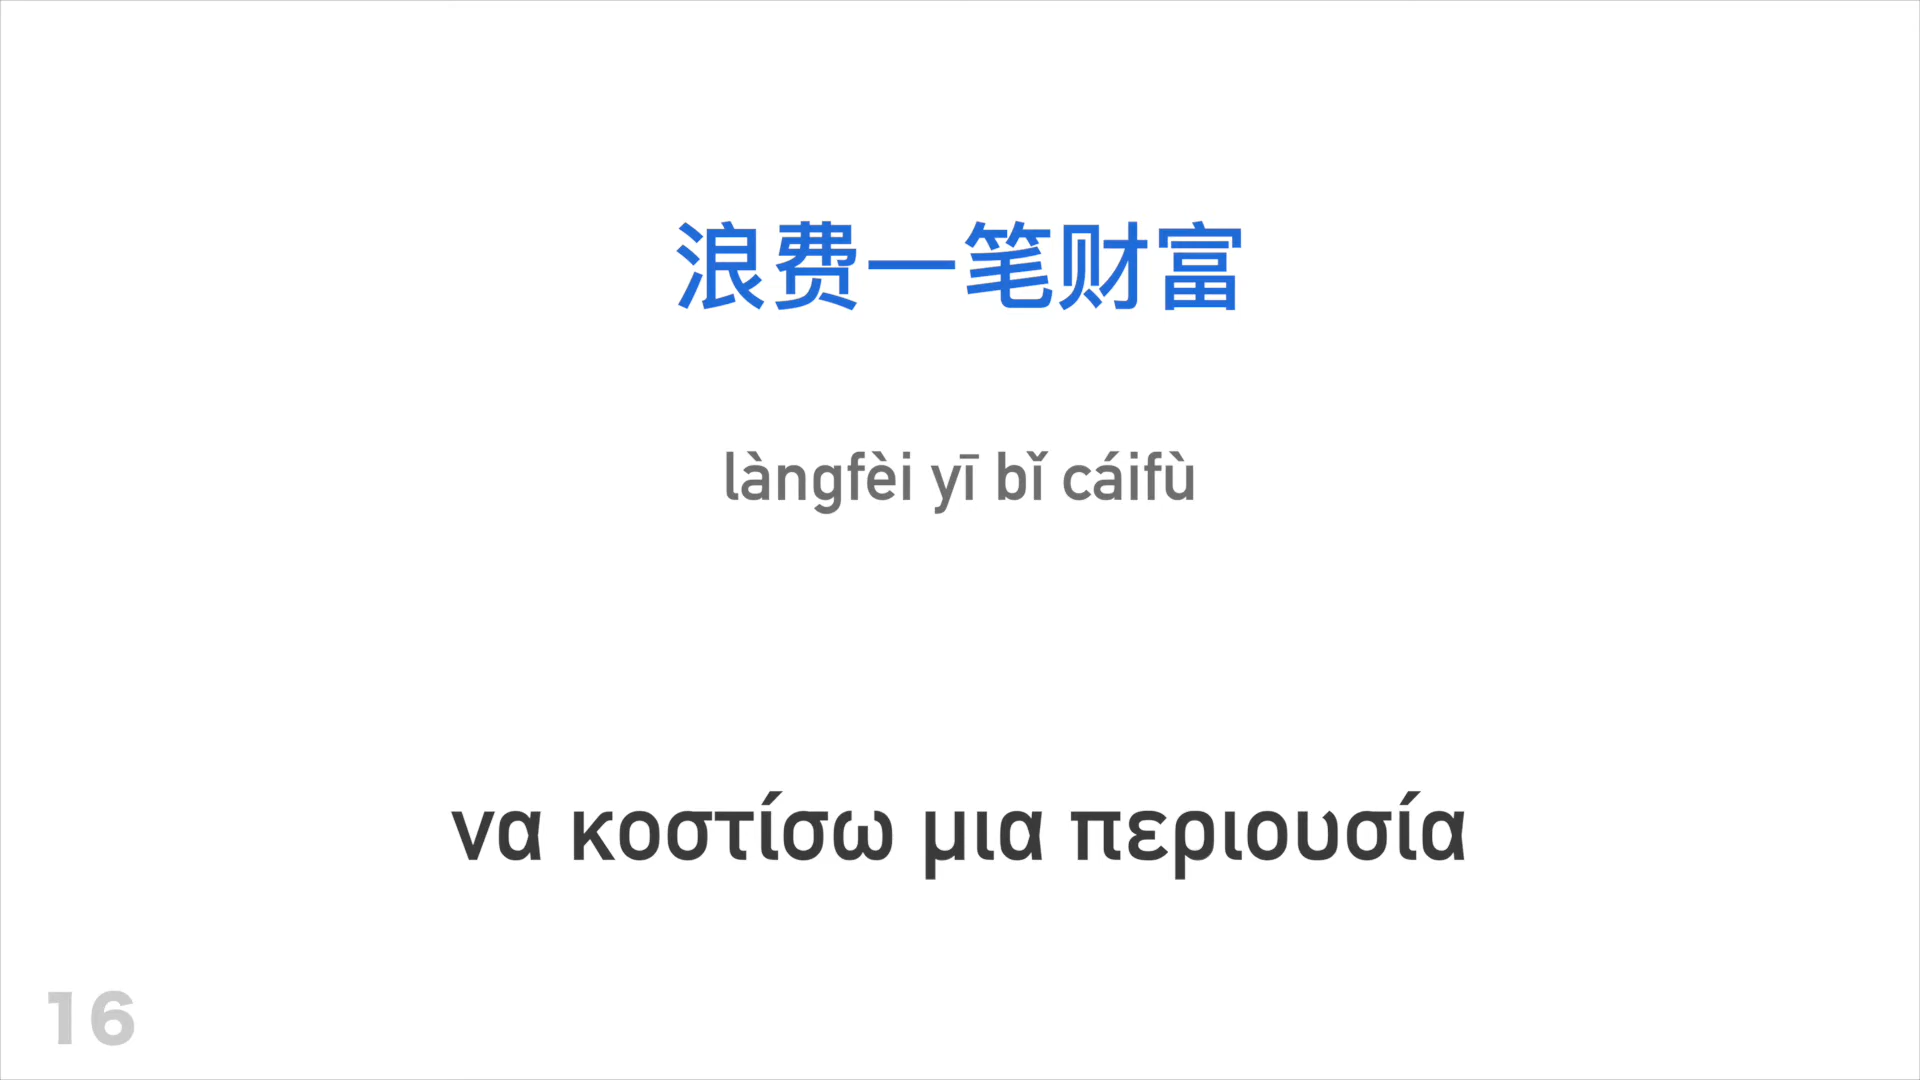 浪费一笔财富
làngfèi yī bǐ cáifù
να κοστίσω μια περιουσία
16